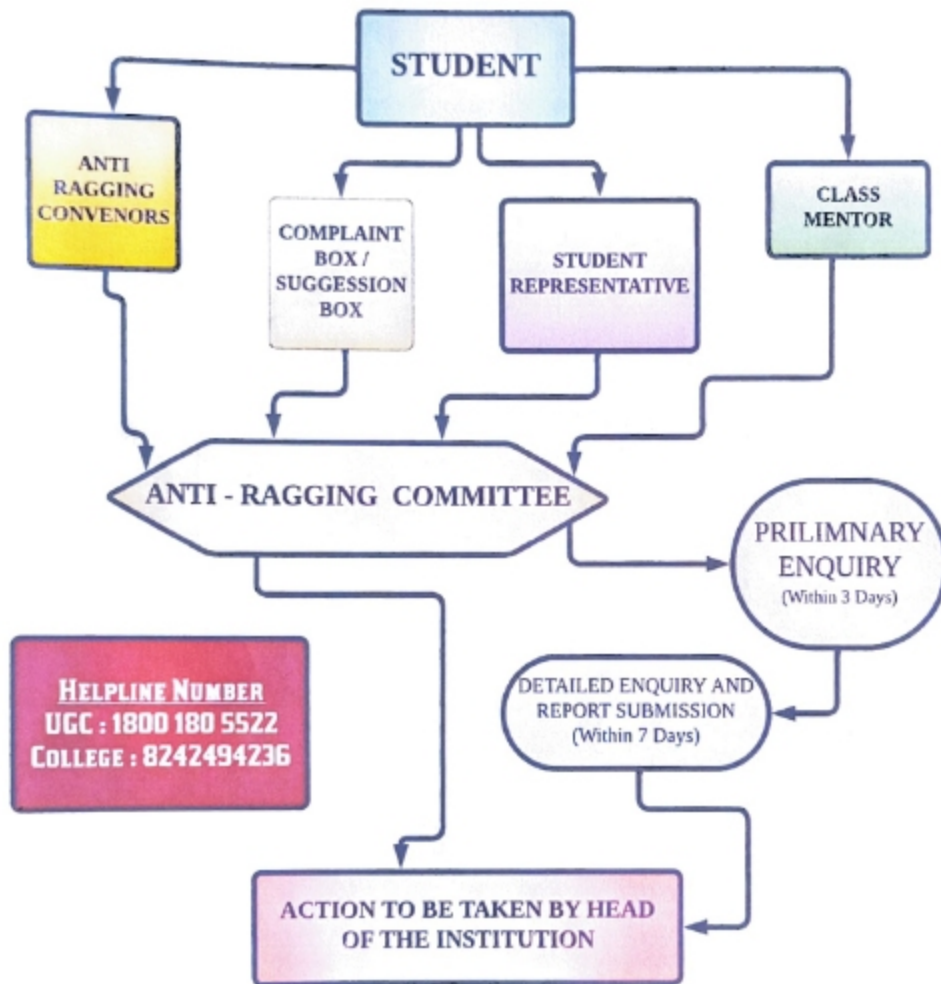 STUDENT
ANTI
RAGGING
CONVENORS
COMPLAINT
BOX /
SUGGESSION
BOX
STUDENT
REPRESENTATIVE
CLASS
MENTOR
ANTI - RAGGING COMMITTEE
PRILIMNARY
ENQUIRY
(Within 3 Days)
HELPLINE NUMBER
UGC : 1800 180 5522
COLLEGE : 8242494236
DETAILED ENQUIRY AND
REPORT SUBMISSION
(Within 7 Days)
ACTION TO BE TAKEN BY HEAD
OF THE INSTITUTION